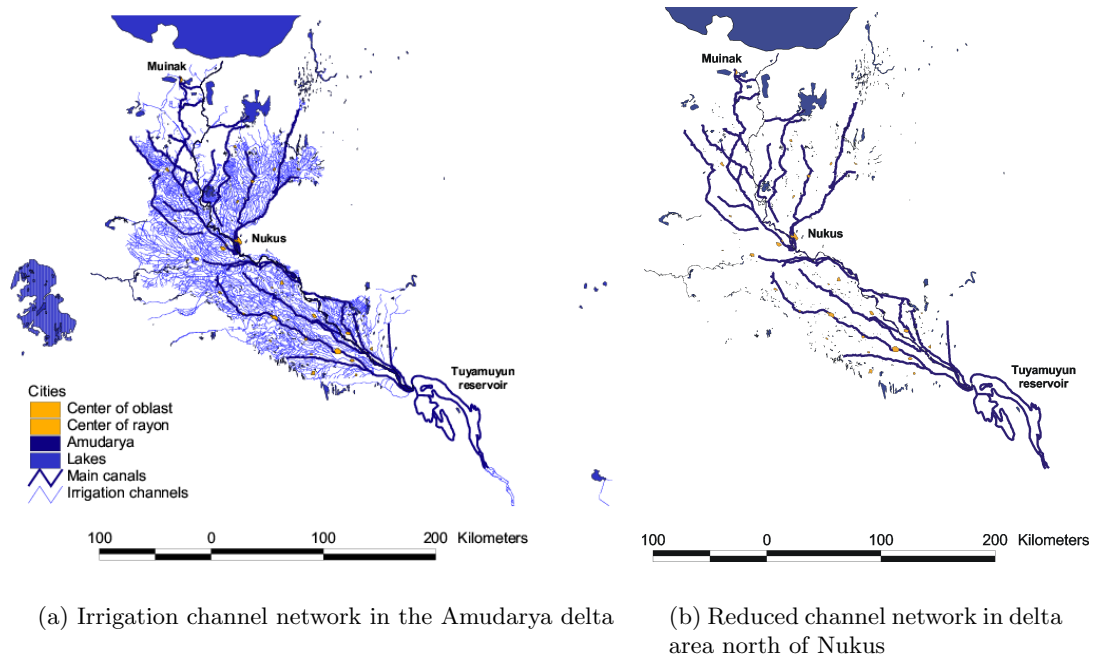 Muinak
Nukus
Tuyamuyun
reservoir
Cities
Center of oblast
Center of rayon
Amudarya
Lakes
Main canals
Irrigation channels
100 0 100 200 Kilometers
(a) Irrigation channel network in the Amudarya delta
Muinak
Nukus
Tuyamuyun
reservoir
100 0 100 200 Kilometers
(b) Reduced channel network in delta
area north of Nukus